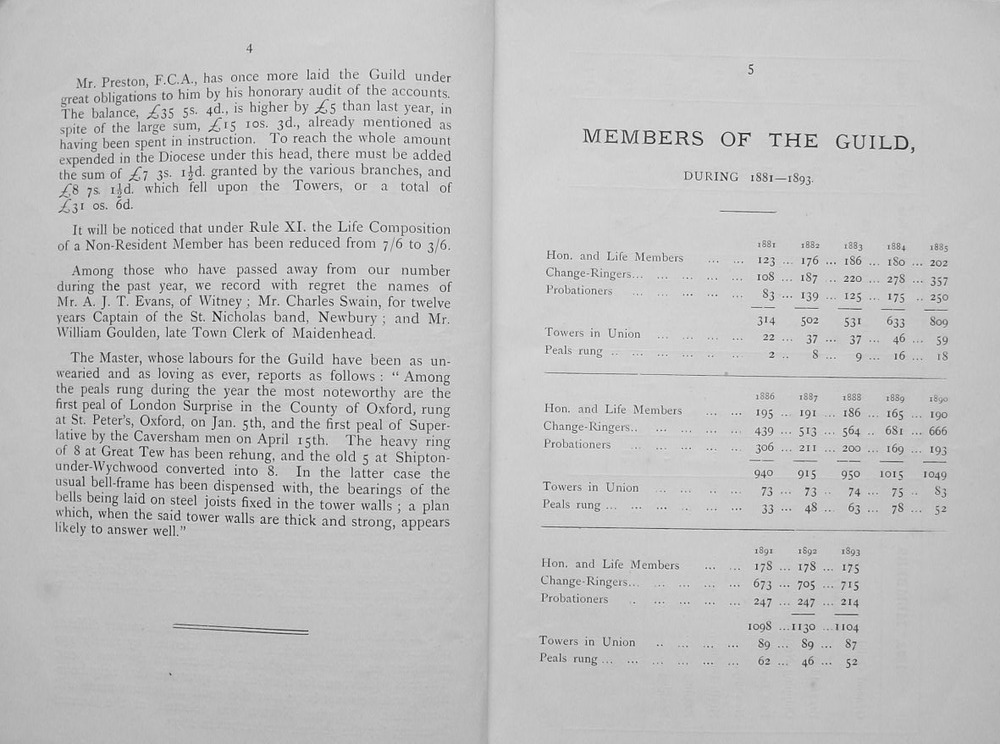 4
Mr. Preston, F.C.A., has once more laid the Guild under
great obligations to him by his honorary audit of the accounts.
The balance, £35 5s. 4d., is higher by £5 than last year, in
spite of the large sum, £15 10s. 3d., already mentioned as
having been spent in instruction. To reach the whole amount
expended in the Diocese under this head, there must be added
the sum of £7 3s. 1½d. granted by the various branches, and
£8 7s. 1½d. which fell upon the Towers, or a total of
£31 0s. 6d.
It will be noticed that under Rule XI. the Life Composition
of a Non-Resident Member has been reduced from 7/6 to 3/6.
Among those who have passed away from our number
during the past year, we record with regret the names of
Mr. A. J. T. Evans, of Witney ; Mr. Charles Swain, for twelve
years Captain of the St. Nicholas band, Newbury ; and Mr.
William Goulden, late Town Clerk of Maidenhead.
The Master, whose labours for the Guild have been as un-
wearied and as loving as ever, reports as follows : “ Among
the peals rung during the year the most noteworthy are the
first peal of London Surprise in the County of Oxford, rung
at St. Peter's, Oxford, on Jan. 5th, and the first peal of Super-
lative by the Caversham men on April 15th. The heavy ring
of 8 at Great Tew has been rehung, and the old 5 at Shipton-
under-Wychwood converted into 8. In the latter case the
usual bell-frame has been dispensed with, the bearings of the
bells being laid on steel joists fixed in the tower walls ; a plan
which, when the said tower walls are thick and strong, appears
likely to answer well.”
5
MEMBERS OF THE GUILD,
DURING 1881—1893.
1881 1882 1883 1884 1885
Hon. and Life Members ... ... 123 ... 176 ... 186 ... 180 ... 202
Change-Ringers... ... ... ... ... 108 ... 187 ... 220 ... 278 ... 357
Probationers ... ... ... ... ... 83 ... 139 ... 125 ... 175 ... 250
314 502 531 633 809
Towers in Union ... ... ... ... 22 ... 37 ... 37 ... 46 ... 59
Peals rung ... ... ... ... ... ... 2 ... 8 ... 9 ... 16 ... 18
1886 1887 1888 1889 1890
Hon. and Life Members ... ... 195 ... 191 ... 186 ... 165 ... 190
Change-Ringers... ... ... ... ... 439 ... 513 ... 564 ... 681 ... 666
Probationers ... ... ... ... ... 306 ... 211 ... 200 ... 169 ... 193
940 915 950 1015 1049
Towers in Union ... ... ... ... 73 ... 73 ... 74 ... 75 ... 83
Peals rung ... ... ... ... ... ... 33 ... 48 ... 63 ... 78 ... 52
1891 1892 1893
Hon. and Life Members ... ... 178 ... 178 ... 175
Change-Ringers... ... ... ... ... 673 ... 705 ... 715
Probationers ... ... ... ... ... 247 ... 247 ... 214
1098 ...1130 ...1104
Towers in Union ... ... ... ... 89 ... 89 ... 87
Peals rung ... ... ... ... ... ... 62 ... 46 ... 52